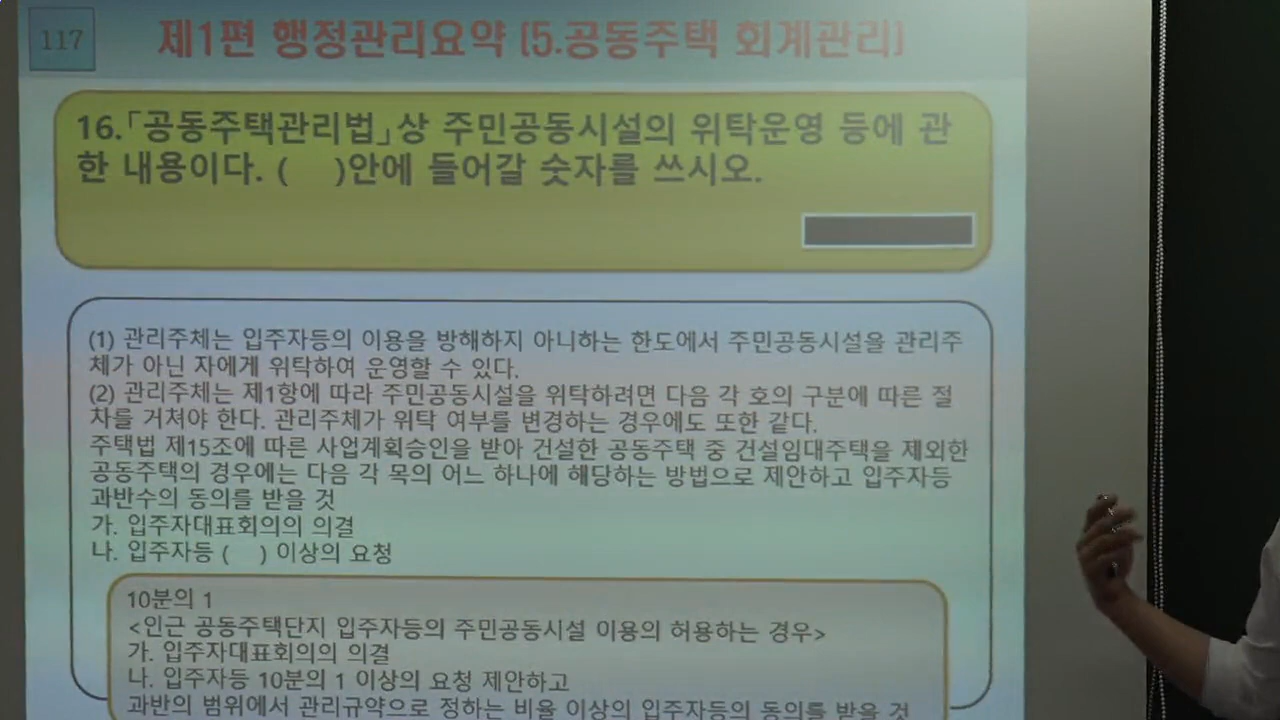 117
제1편 행정관리요약 [5.공동주택 회계관리]
16.「공동주택관리법」상 주민공동시설의 위탁운영 등에 관
한 내용이다. (    )안에 들어갈 숫자를 쓰시오.
(1) 관리주체는 입주자등의 이용을 방해하지 아니하는 한도에서 주민공동시설을 관리주
체가 아닌 자에게 위탁하여 운영할 수 있다.
(2) 관리주체는 제1항에 따라 주민공동시설을 위탁하려면 다음 각 호의 구분에 따른 절
차를 거쳐야 한다. 관리주체가 위탁 여부를 변경하는 경우에도 또한 같다.
주택법 제15조에 따른 사업계획승인을 받아 건설한 공동주택 중 건설임대주택을 제외한
공동주택의 경우에는 다음 각 목의 어느 하나에 해당하는 방법으로 제안하고 입주자등
과반수의 동의를 받을 것
가. 입주자대표회의의 의결
나. 입주자등 (    ) 이상의 요청
10분의 1
<인근 공동주택단지 입주자등의 주민공동시설 이용의 허용하는 경우>
가. 입주자대표회의의 의결
나. 입주자등 10분의 1 이상의 요청 제안하고
과반의 범위에서 관리규약으로 정하는 비율 이상의 입주자등의 동의를 받을 것